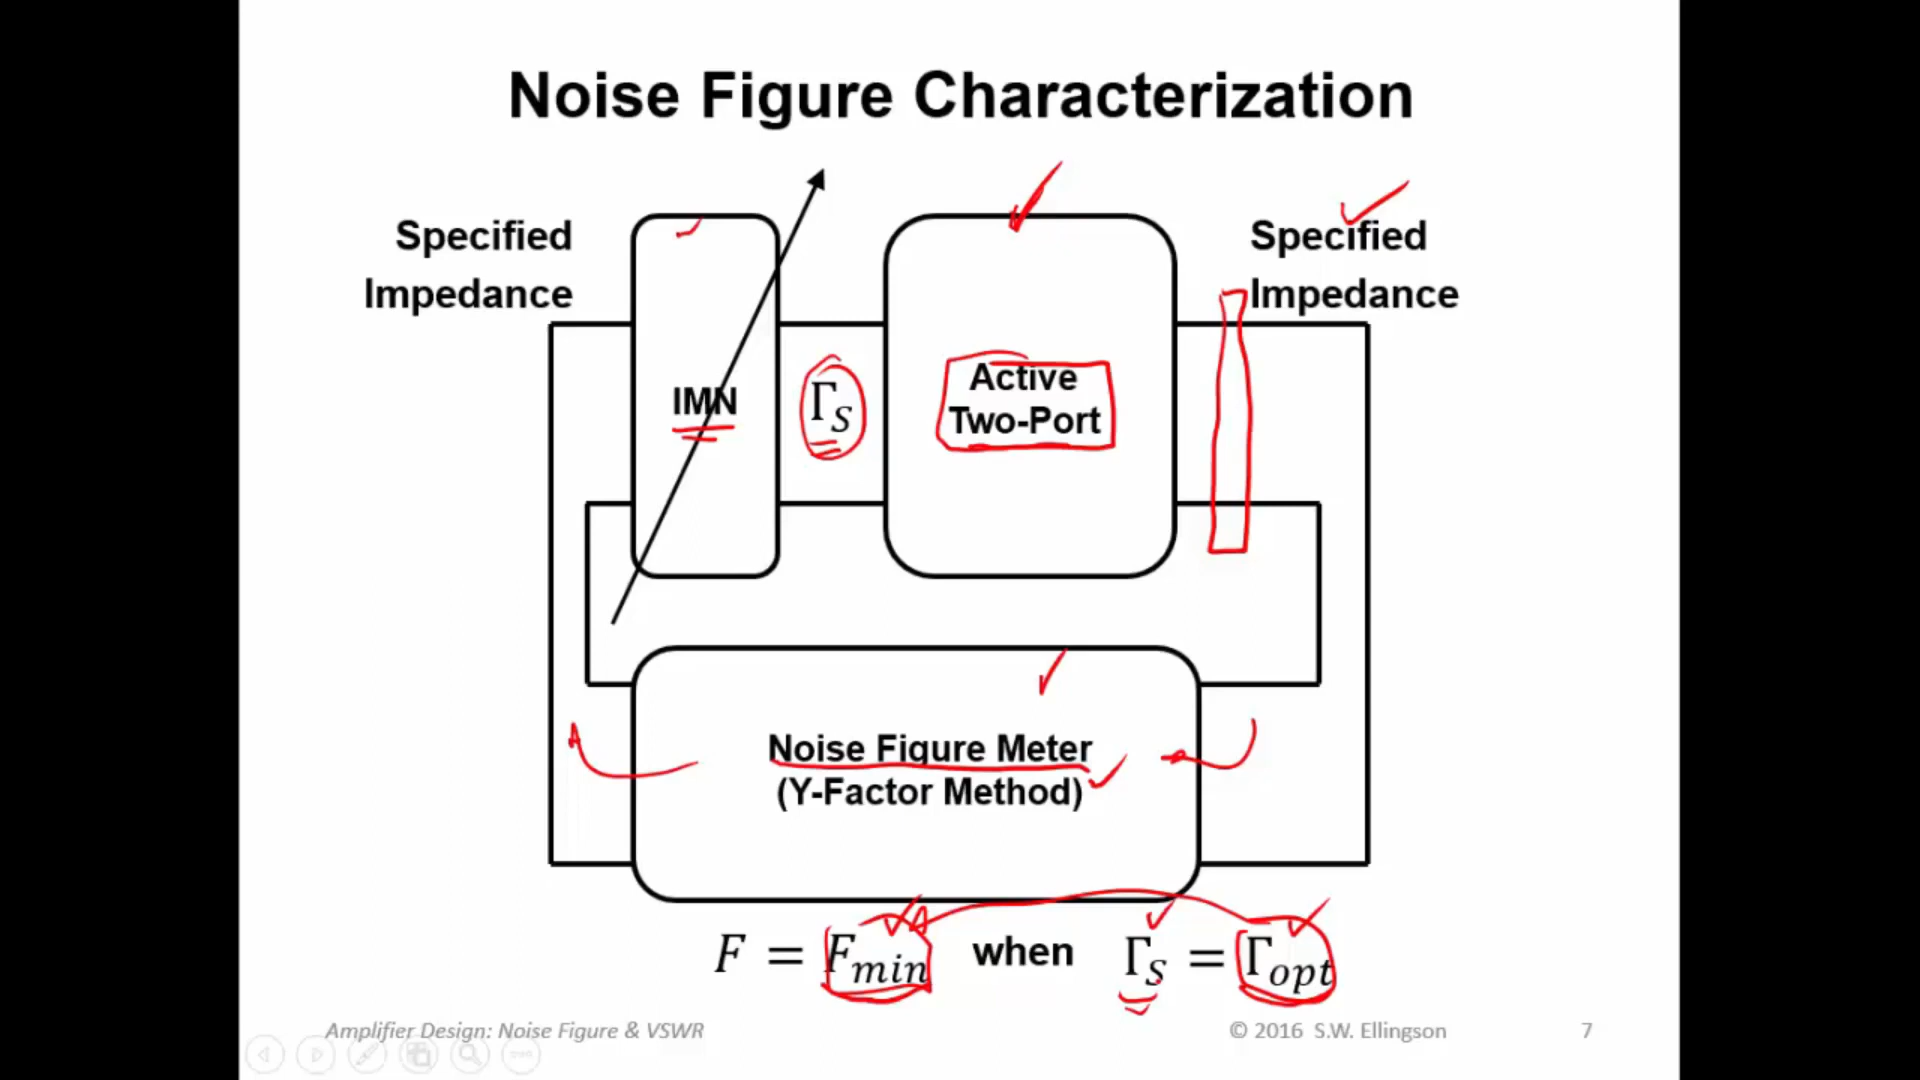 Noise Figure Characterization
Specified
Impedance
Specified
Impedance
IMN
Γ_S
Active
Two-Port
Noise Figure Meter
(Y-Factor Method)
F = F_min when Γ_S = Γ_opt
Amplifier Design: Noise Figure & VSWR
© 2016 S.W. Ellingson
7